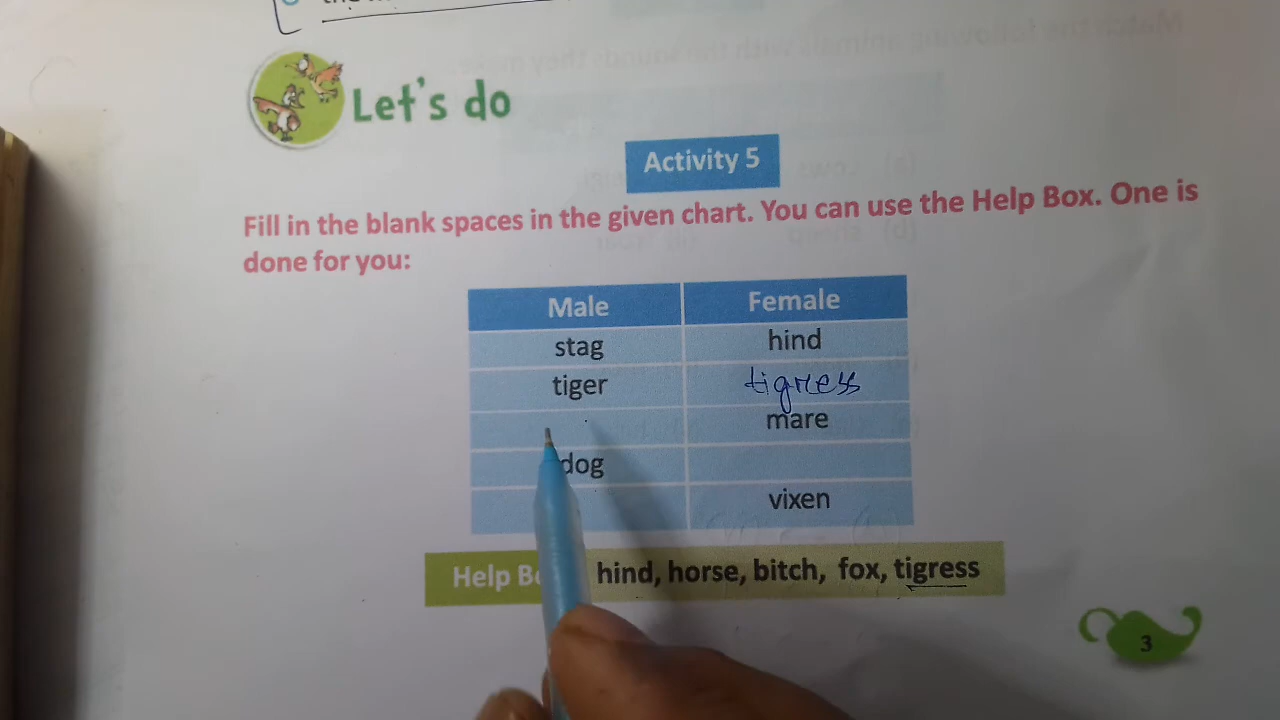 Let's do
Activity 5
Fill in the blank spaces in the given chart. You can use the Help Box. One is
done for you:
Male Female
stag hind
tiger tigress
mare
dog
vixen
Help hind, horse, bitch, fox, tigress
3